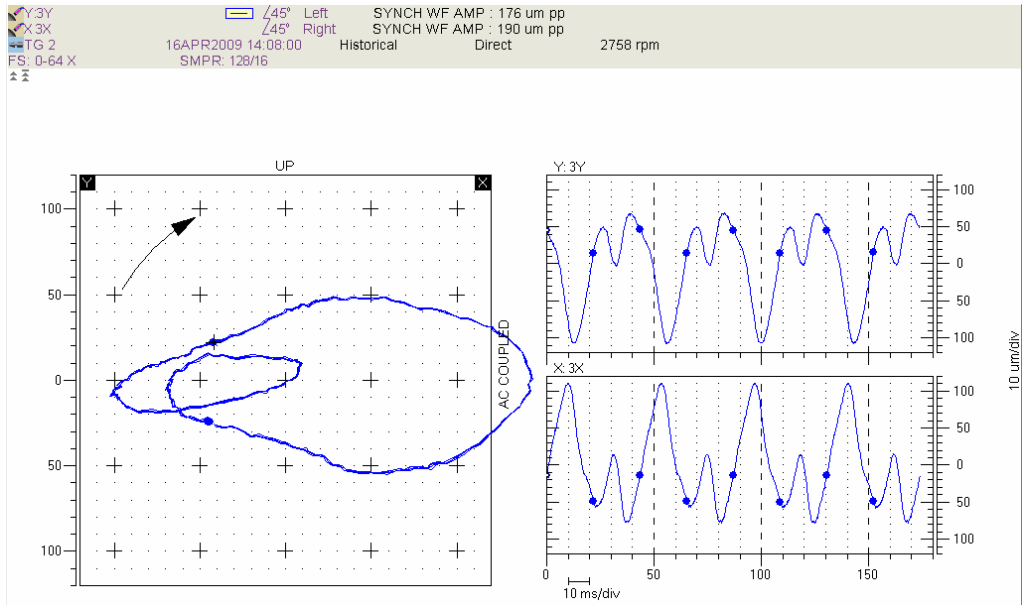 Y:3Y ∠45° Left SYNCH WF AMP : 176 um pp
X:3X ∠45° Right SYNCH WF AMP : 190 um pp
TG 2 16APR2009 14:08:00 Historical Direct 2758 rpm
FS: 0-64 X SMPR: 128/16
UP
Y X
100
50
0
50
100
AC COUPLED
Y: 3Y
100
50
0
50
100
X: 3X
100
50
0
50
100
0 50 100 150
10 ms/div
10 um/div